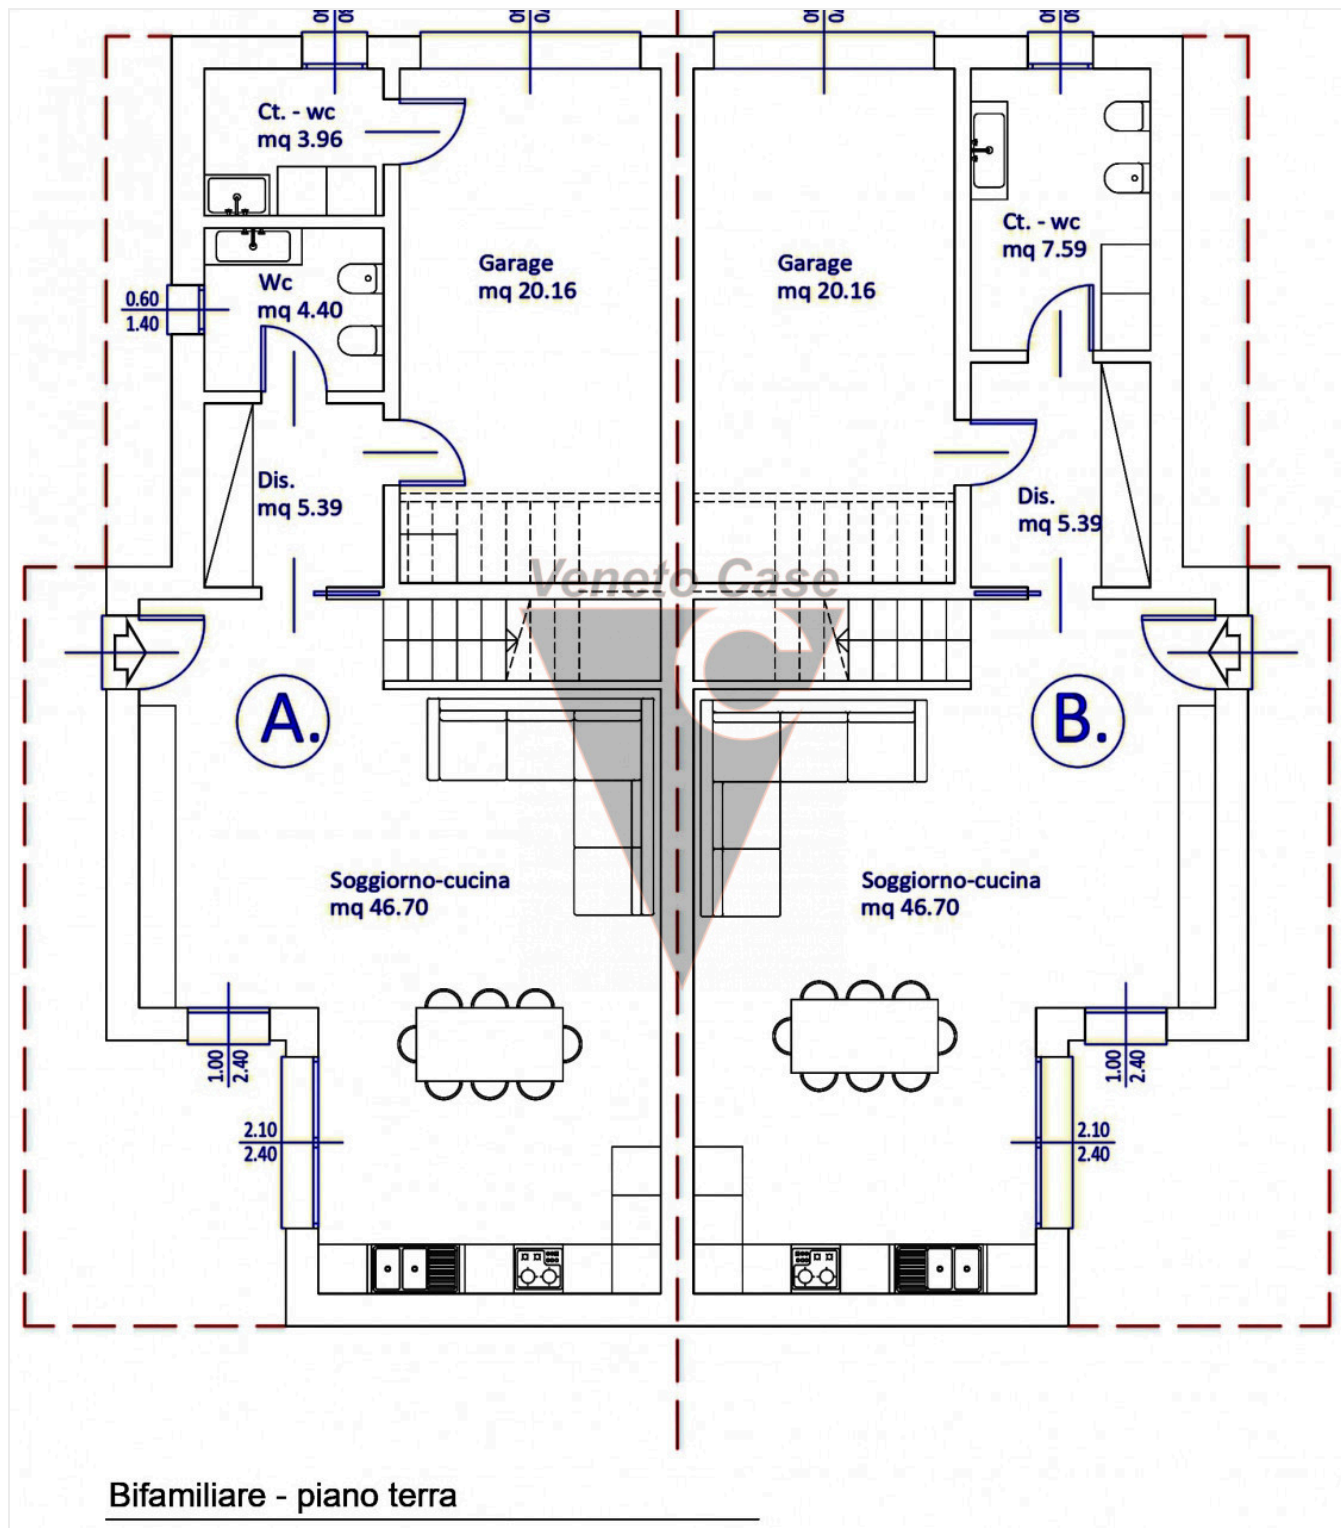 Ct. - wc
mq 3.96
Garage
mq 20.16
Garage
mq 20.16
Ct. - wc
mq 7.59
Wc
mq 4.40
0.60
1.40
Dis.
mq 5.39
Dis.
mq 5.39
Veneto Case
A.
B.
Soggiorno-cucina
mq 46.70
Soggiorno-cucina
mq 46.70
1.00
2.40
1.00
2.40
2.10
2.40
2.10
2.40
Bifamiliare - piano terra